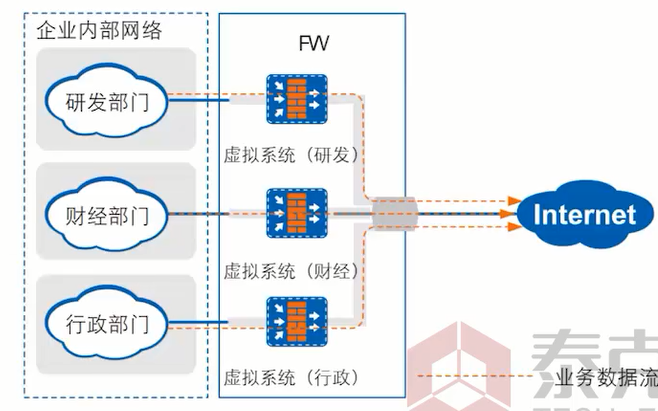 企业内部网络
FW
研发部门
虚拟系统（研发）
财经部门
虚拟系统（财经）
Internet
行政部门
虚拟系统（行政）
泰克
业务数据流